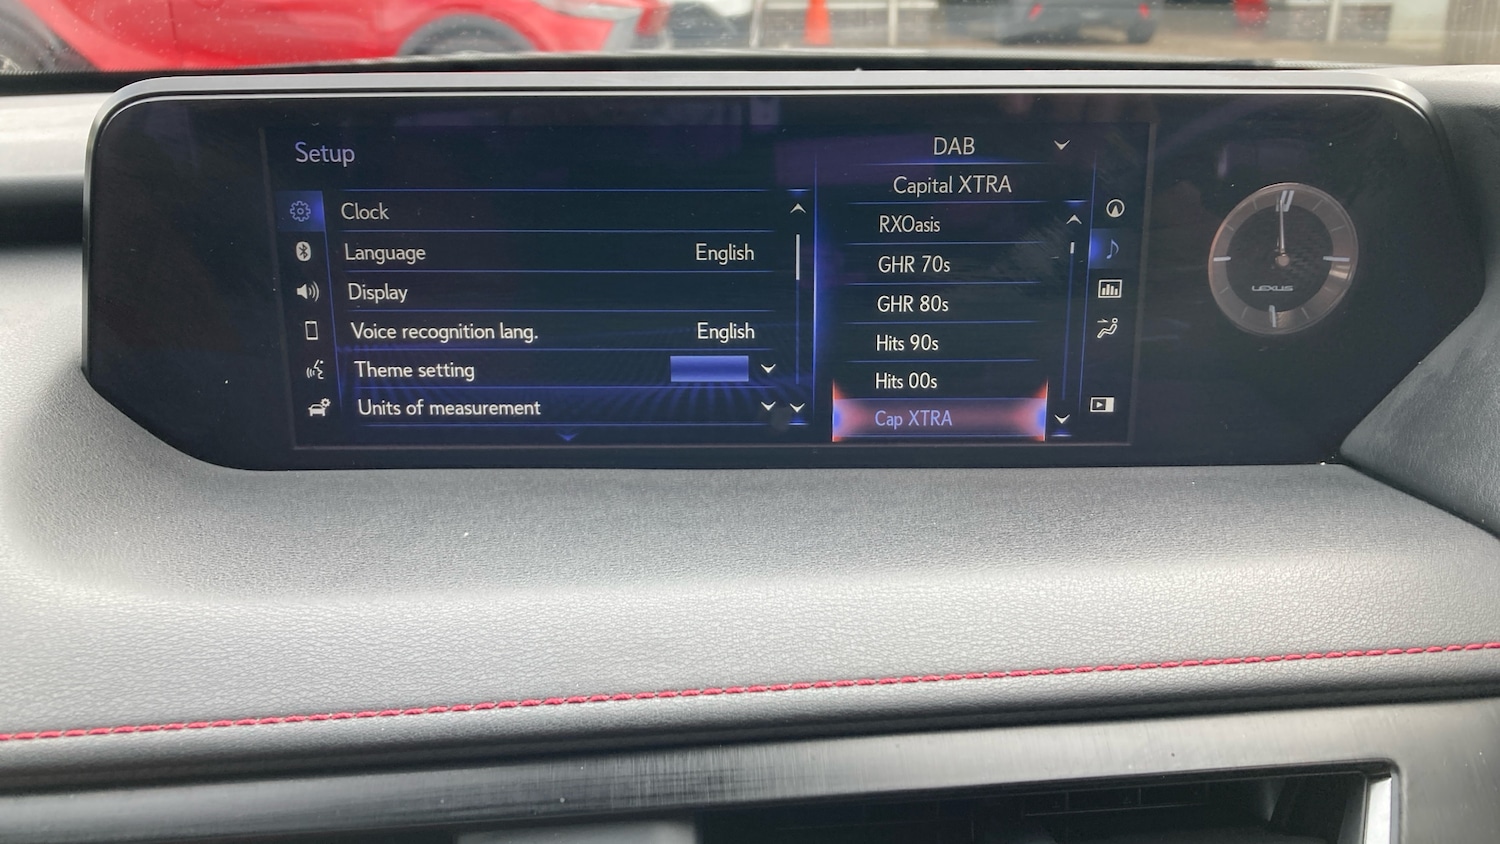 Setup
Clock
Language English
Display
Voice recognition lang. English
Theme setting
Units of measurement
DAB
Capital XTRA
RXOasis
GHR 70s
GHR 80s
Hits 90s
Hits 00s
Cap XTRA
LEXUS